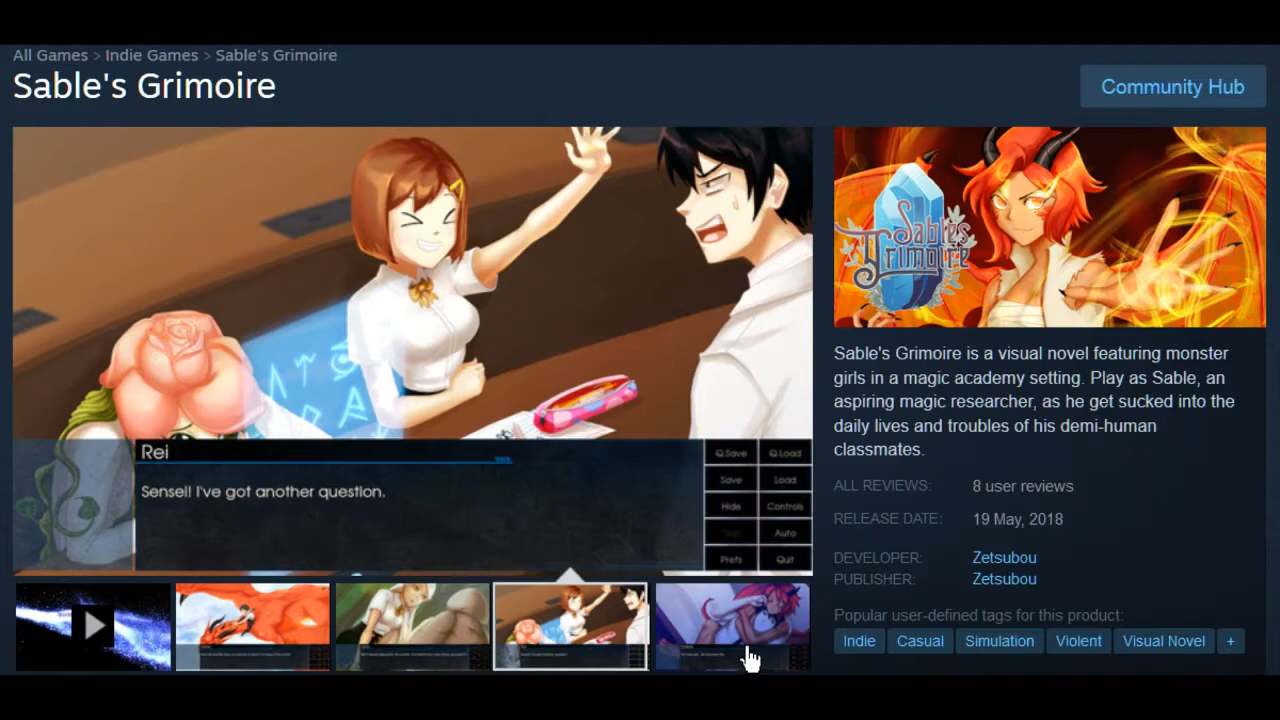 All Games > Indie Games > Sable's Grimoire
Sable's Grimoire
Community Hub
Rei
Sensei! I've got another question.
Q.Save Q.Load
Save Load
Hide Controls
Auto
Prefs Quit
Sables
Grimoire
Sable's Grimoire is a visual novel featuring monster
girls in a magic academy setting. Play as Sable, an
aspiring magic researcher, as he get sucked into the
daily lives and troubles of his demi-human
classmates.
ALL REVIEWS: 8 user reviews
RELEASE DATE: 19 May, 2018
DEVELOPER: Zetsubou
PUBLISHER: Zetsubou
Popular user-defined tags for this product:
Indie Casual Simulation Violent Visual Novel +